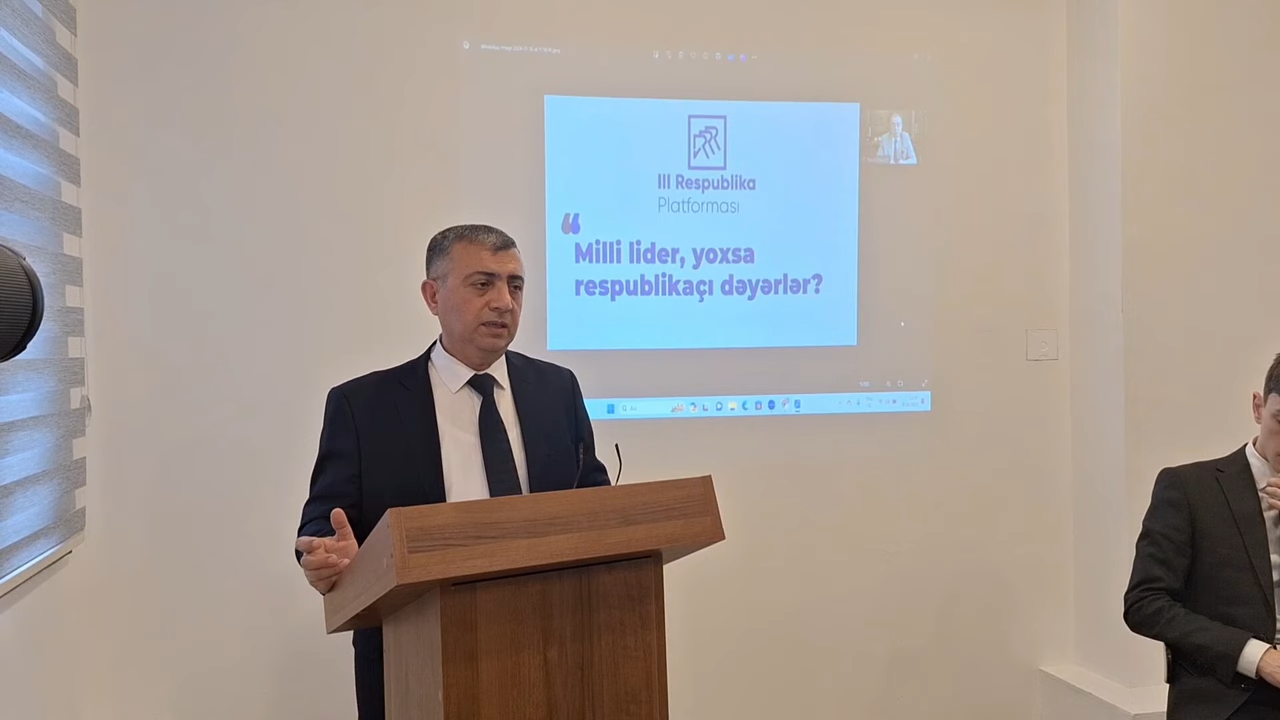 III Respublika
Platforması
“
Milli lider, yoxsa
respublikaçı dəyərlər?